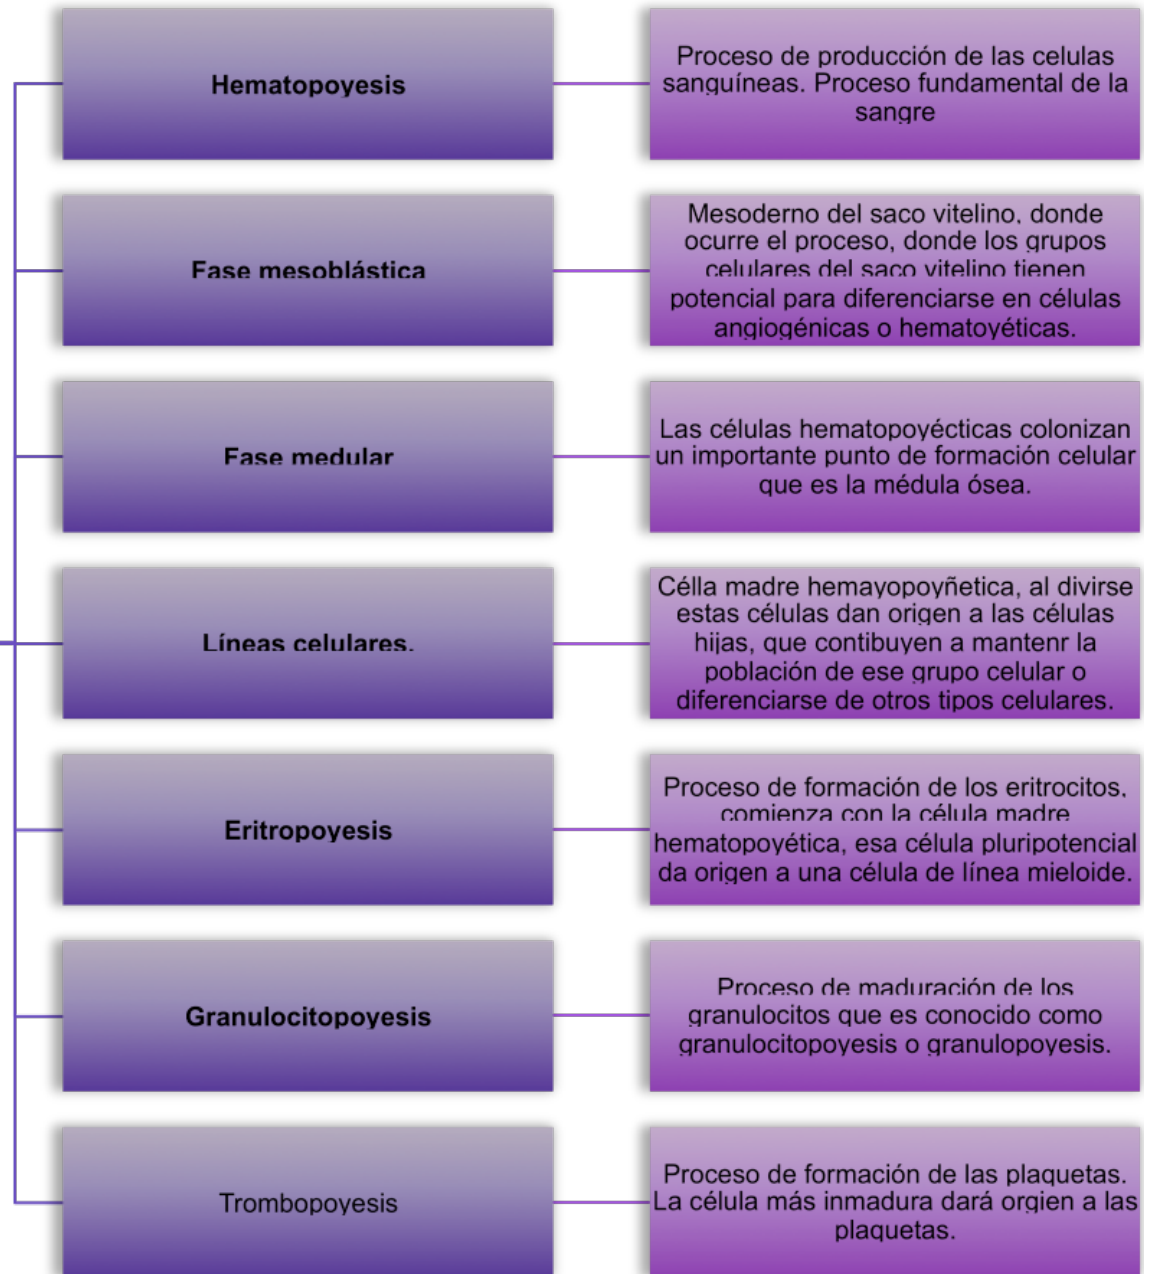 Hematopoyesis
Proceso de producción de las celulas
sanguíneas. Proceso fundamental de la
sangre
Fase mesoblástica
Mesoderno del saco vitelino, donde
ocurre el proceso, donde los grupos
celulares del saco vitelino tienen
potencial para diferenciarse en células
angiogénicas o hematoyéticas.
Fase medular
Las células hematopoyécticas colonizan
un importante punto de formación celular
que es la médula ósea.
Líneas celulares.
Célla madre hemayopoyñetica, al divirse
estas células dan origen a las células
hijas, que contibuyen a mantenr la
población de ese grupo celular o
diferenciarse de otros tipos celulares.
Eritropoyesis
Proceso de formación de los eritrocitos,
comienza con la célula madre
hematopoyética, esa célula pluripotencial
da origen a una célula de línea mieloide.
Granulocitopoyesis
Proceso de maduración de los
granulocitos que es conocido como
granulocitopoyesis o granulopoyesis.
Trombopoyesis
Proceso de formación de las plaquetas.
La célula más inmadura dará orgien a las
plaquetas.